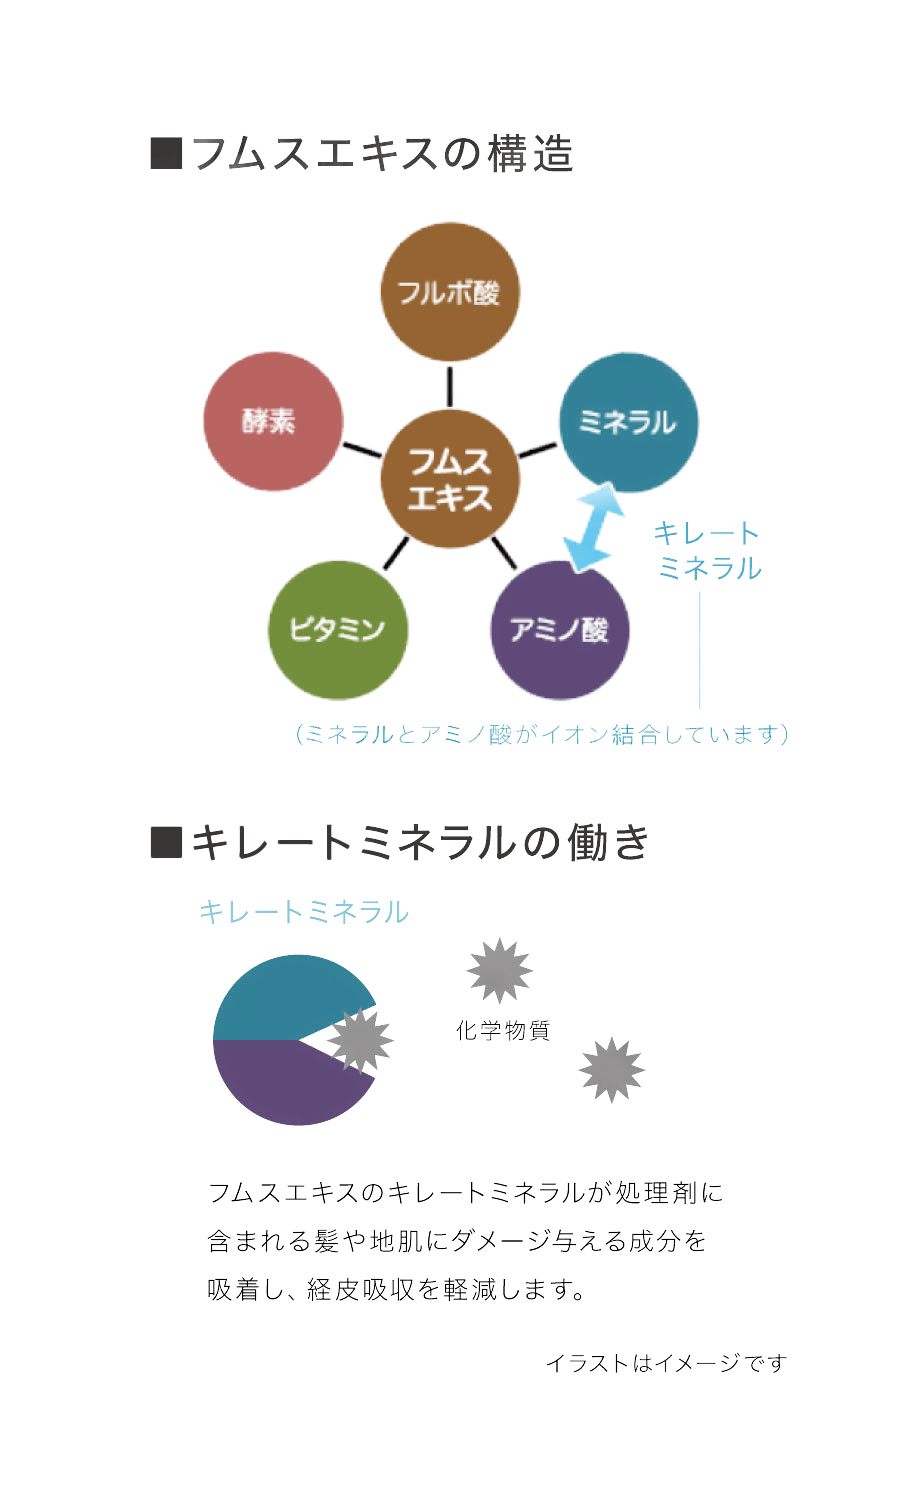 ■フムスエキスの構造
フルボ酸
酵素
ミネラル
フムス
エキス
キレート
ミネラル
ビタミン
アミノ酸
(ミネラルとアミノ酸がイオン結合しています)
■キレートミネラルの働き
キレートミネラル
化学物質
フムスエキスのキレートミネラルが処理剤に
含まれる髪や地肌にダメージ与える成分を
吸着し、経皮吸収を軽減します。
イラストはイメージです